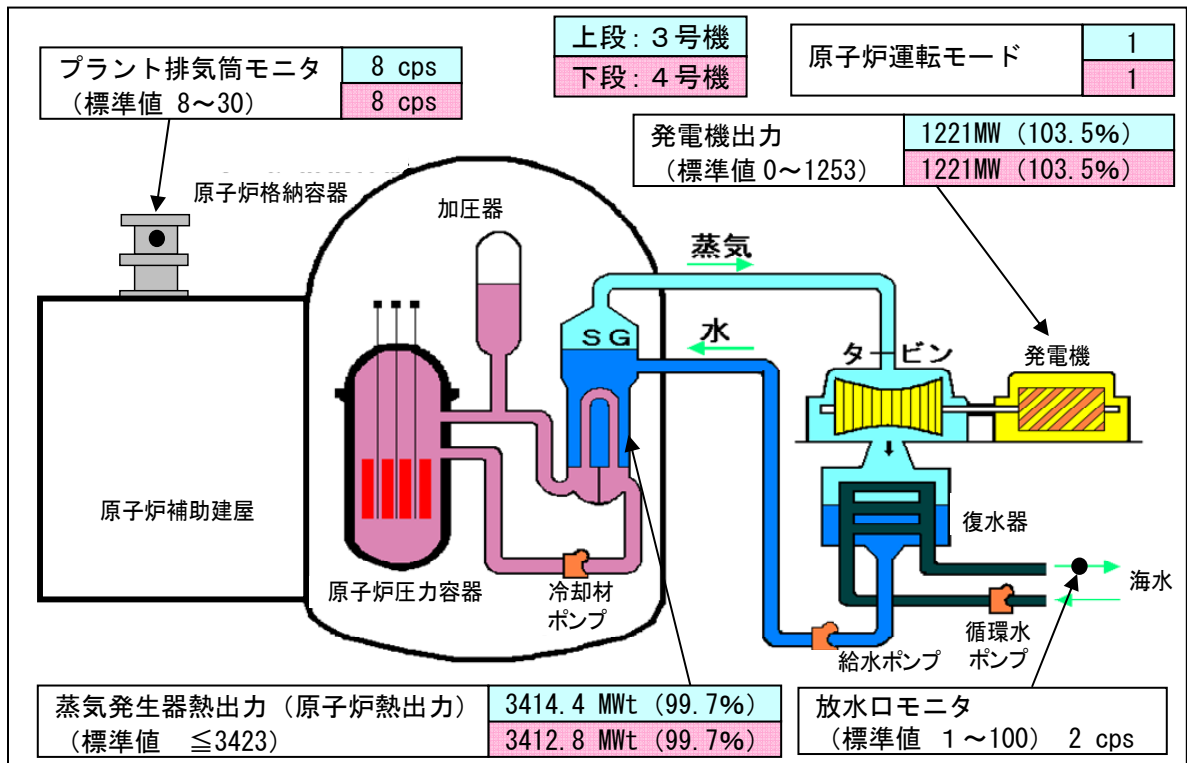 プラント排気筒モニタ
(標準値 8～30)
8 cps
8 cps
上段：３号機
下段：４号機
原子炉運転モード
1
1
発電機出力
(標準値 0～1253)
1221MW (103.5%)
1221MW (103.5%)
原子炉格納容器
加圧器
蒸気
ＳＧ
水
タービン
発電機
原子炉補助建屋
原子炉圧力容器
冷却材
ポンプ
復水器
海水
給水ポンプ
循環水
ポンプ
蒸気発生器熱出力（原子炉熱出力）
(標準値　≦3423)
3414.4 MWt (99.7%)
3412.8 MWt (99.7%)
放水口モニタ
(標準値　１～100)　2 cps